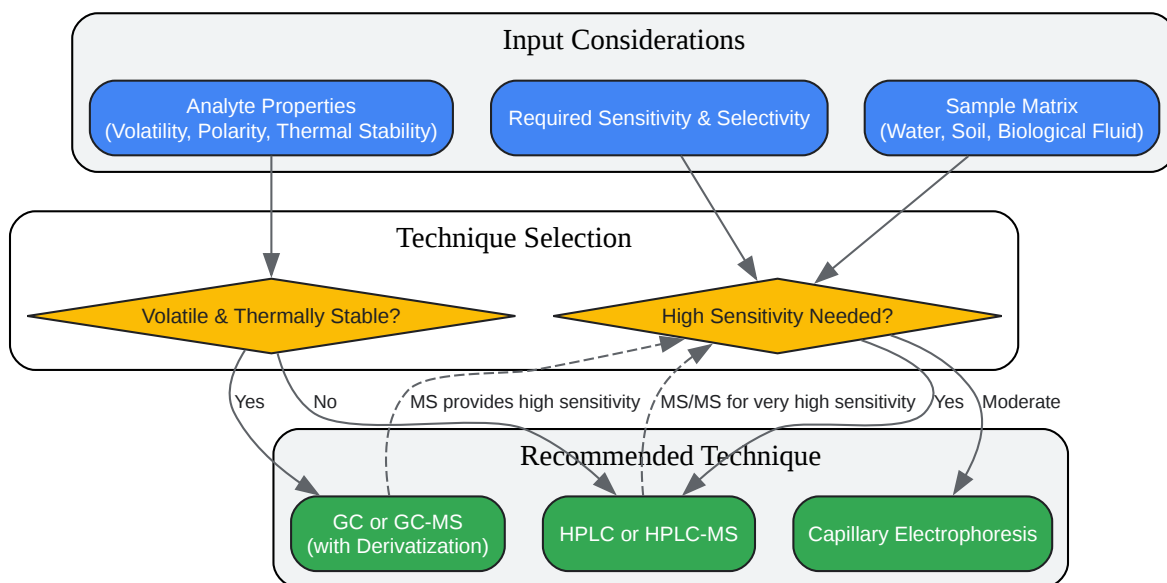 Input Considerations
Analyte Properties
(Volatility, Polarity, Thermal Stability)
Required Sensitivity & Selectivity
Sample Matrix
(Water, Soil, Biological Fluid)
Technique Selection
Volatile & Thermally Stable?
High Sensitivity Needed?
Yes
No
MS provides high sensitivity
MS/MS for very high sensitivity
Yes
Moderate
Recommended Technique
GC or GC-MS
(with Derivatization)
HPLC or HPLC-MS
Capillary Electrophoresis